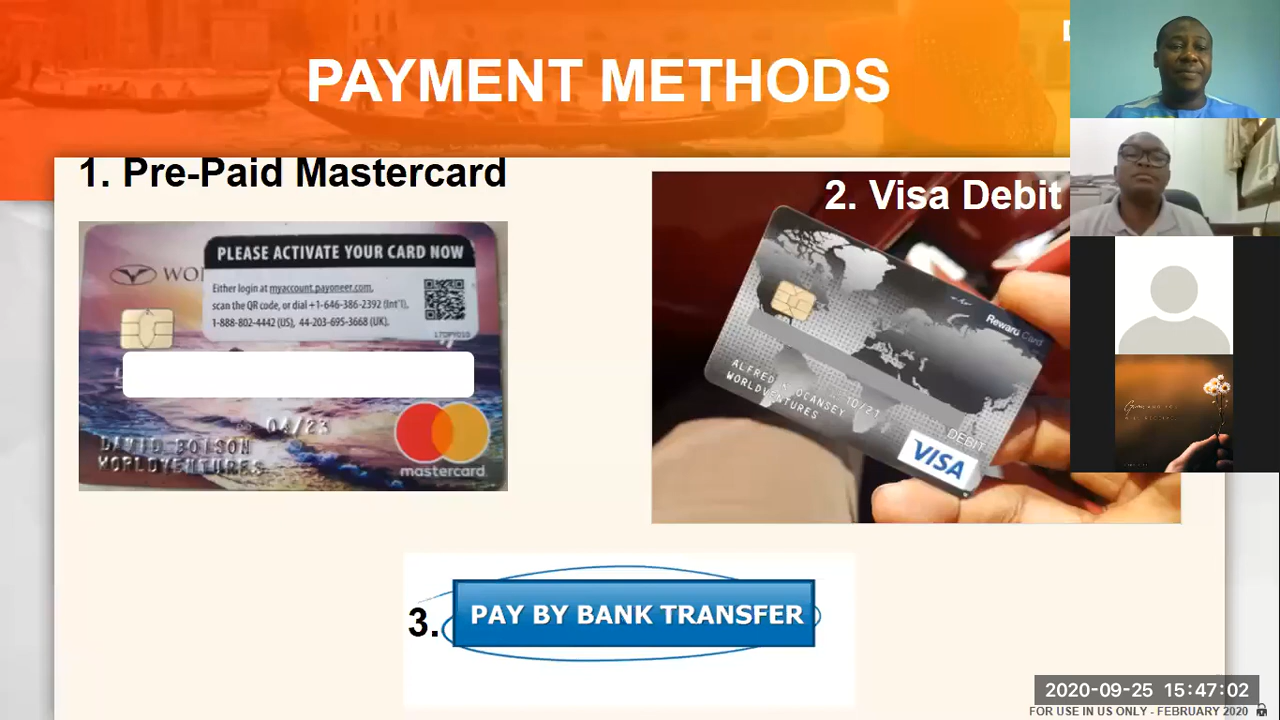 PAYMENT METHODS
1. Pre-Paid Mastercard
2. Visa Debit
PLEASE ACTIVATE YOUR CARD NOW
Either login at myaccount.payoneer.com,
scan the QR code, or dial +1-646-386-2392 (Int'l),
1-888-802-4442 (US), 44-203-695-3668 (UK).
04/23
DAVID BOISON
WORLDVENTURES
mastercard
Reward Card
10/21
ALFRED OCANSEY
WORLDVENTURES
DEBIT
VISA
3. PAY BY BANK TRANSFER
2020-09-25 15:47:02
FOR USE IN US ONLY - FEBRUARY 2020